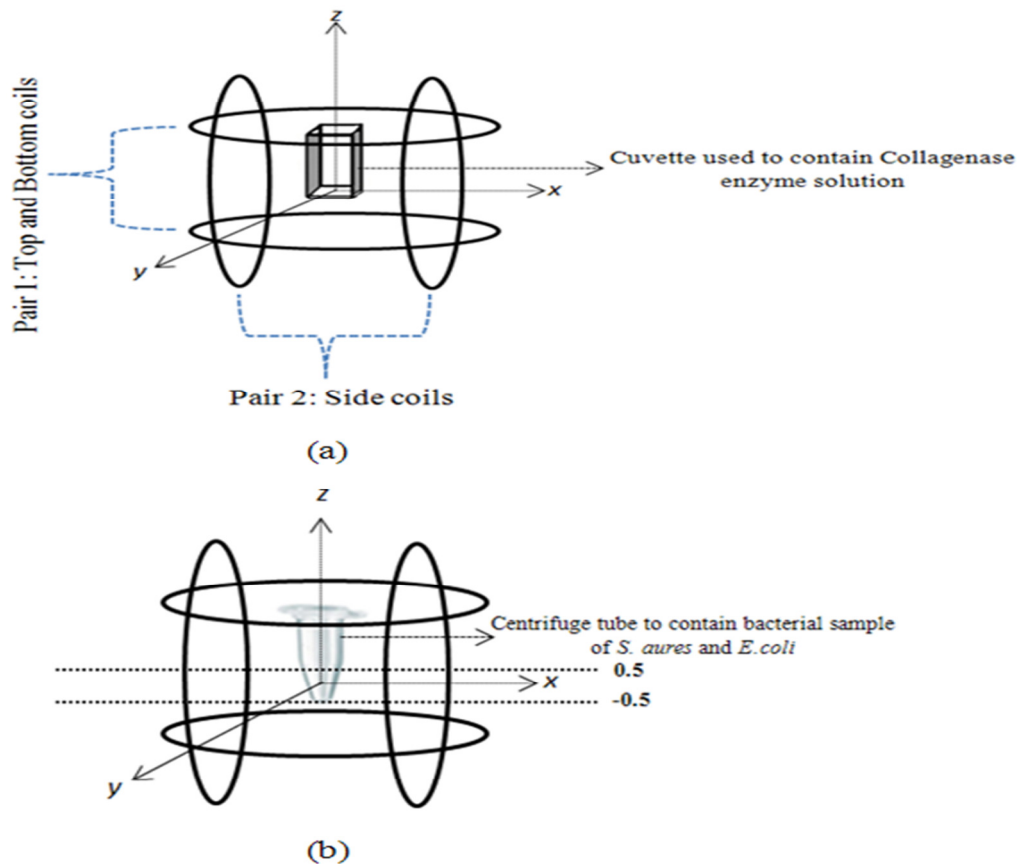 z
Pair 1: Top and Bottom coils
Cuvette used to contain Collagenase
enzyme solution
x
y
Pair 2: Side coils
(a)
z
Centrifuge tube to contain bacterial sample
of S. aures and E.coli
0.5
x
-0.5
y
(b)